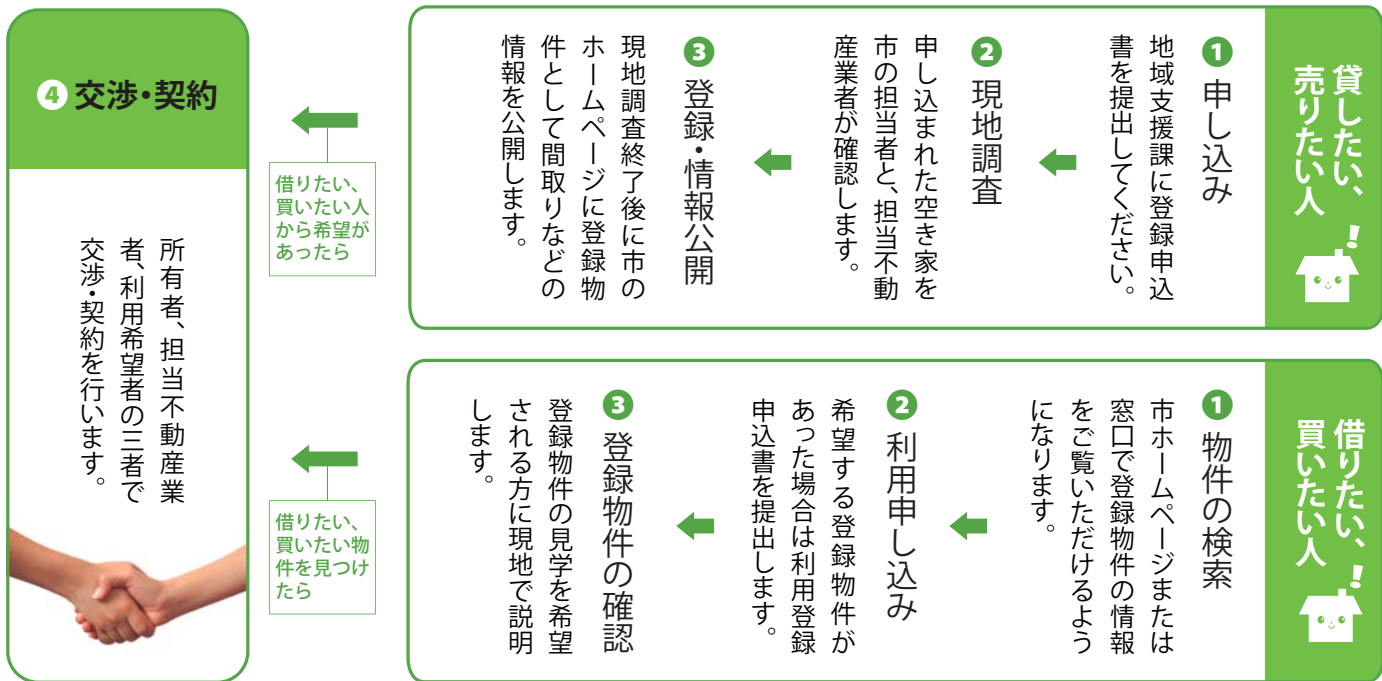 貸したい、
売りたい人
❶ 申し込み
地域支援課に登録申込
書を提出してください。
❷ 現地調査
申し込まれた空き家を
市の担当者と、担当不動
産業者が確認します。
❸ 登録・情報公開
現地調査終了後に市の
ホームページに登録物
件として間取りなどの
情報を公開します。
借りたい、
買いたい人
から希望が
あったら
借りたい、
買いたい人
❶ 物件の検索
市ホームページまたは
窓口で登録物件の情報
をご覧いただけるよう
になります。
❷ 利用申し込み
希望する登録物件が
あった場合は利用登録
申込書を提出します。
❸ 登録物件の確認
登録物件の見学を希望
される方に現地で説明
します。
借りたい、
買いたい物
件を見つけ
たら
❹ 交渉・契約
所有者、担当不動産業
者、利用希望者の三者で
交渉・契約を行います。